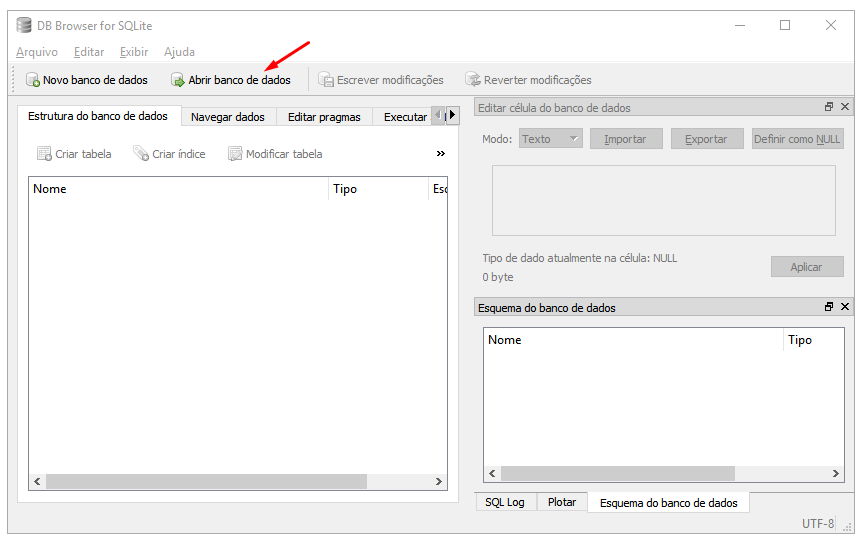 DB Browser for SQLite
Arquivo Editar Exibir Ajuda
Novo banco de dados Abrir banco de dados Escrever modificações Reverter modificações
Estrutura do banco de dados Navegar dados Editar pragmas Executar
Criar tabela Criar índice Modificar tabela »
Nome Tipo Esq
Editar célula do banco de dados
Modo: Texto Importar Exportar Definir como NULL
Tipo de dado atualmente na célula: NULL
0 byte
Aplicar
Esquema do banco de dados
Nome Tipo
SQL Log Plotar Esquema do banco de dados
UTF-8